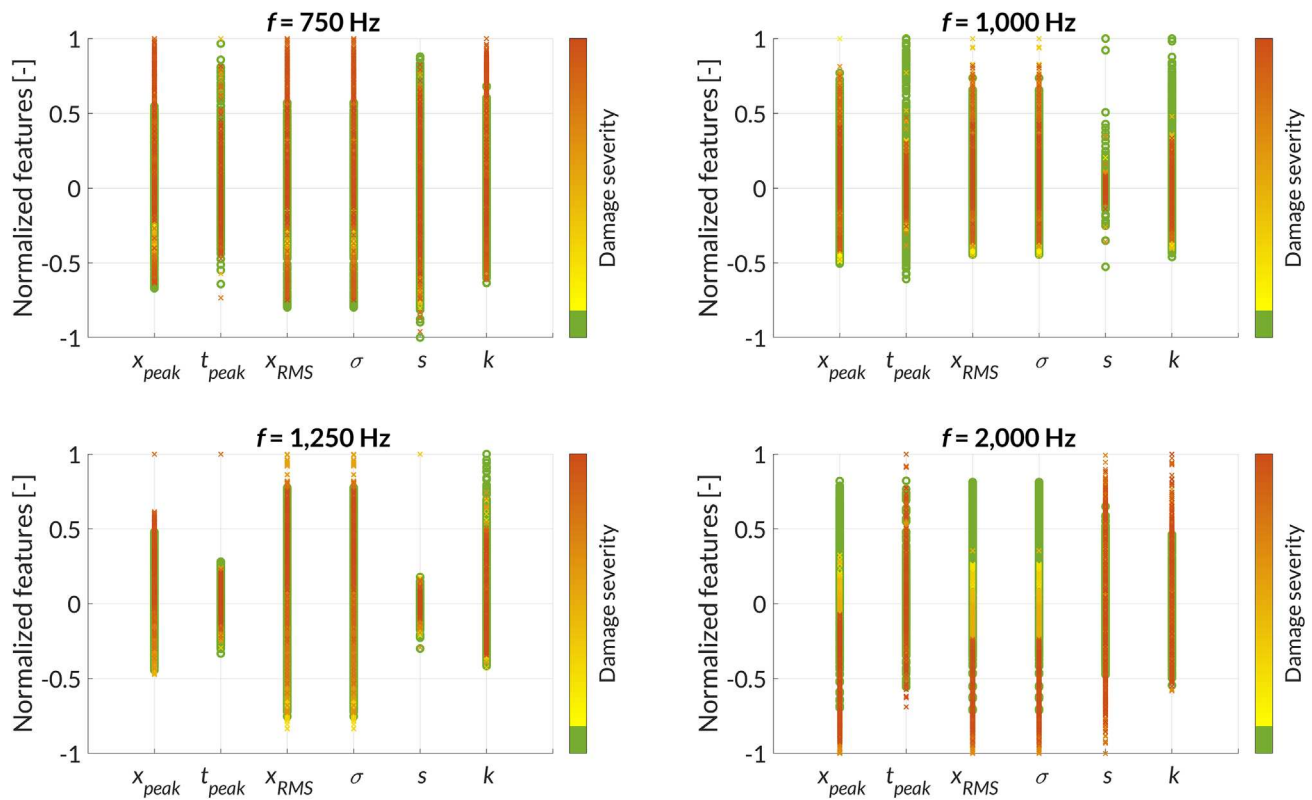 f = 750 Hz
Normalized features [-]
1
0.5
0
-0.5
-1
x_peak t_peak x_RMS σ s k
Damage severity
f = 1,000 Hz
Normalized features [-]
1
0.5
0
-0.5
-1
x_peak t_peak x_RMS σ s k
Damage severity
f = 1,250 Hz
Normalized features [-]
1
0.5
0
-0.5
-1
x_peak t_peak x_RMS σ s k
Damage severity
f = 2,000 Hz
Normalized features [-]
1
0.5
0
-0.5
-1
x_peak t_peak x_RMS σ s k
Damage severity